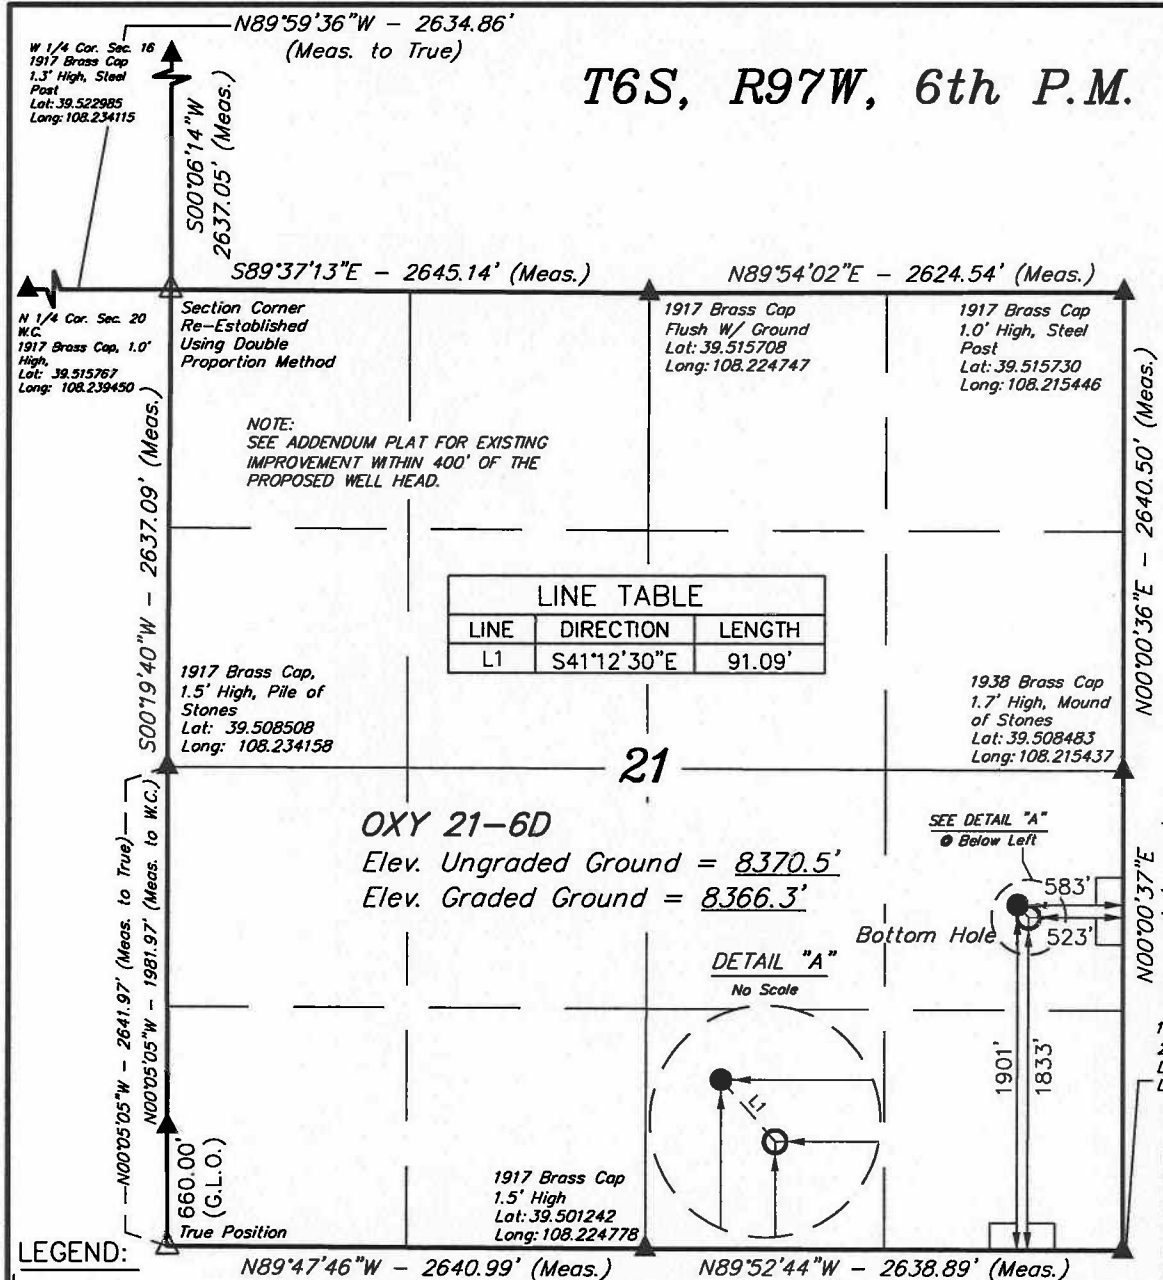 N89°59'36"W - 2634.86'
(Meas. to True)
W 1/4 Cor. Sec. 16
1917 Brass Cap
1.3' High, Steel
Post
Lat: 39.522985
Long: 108.234115
T6S, R97W, 6th P.M.
S00°06'14"W
2637.05' (Meas.)
S89°37'13"E - 2645.14' (Meas.)
N89°54'02"E - 2624.54' (Meas.)
N 1/4 Cor. Sec. 20
W.C.
1917 Brass Cap, 1.0'
High,
Lat: 39.515767
Long: 108.239450
Section Corner
Re-Established
Using Double
Proportion Method
1917 Brass Cap
Flush W/ Ground
Lat: 39.515708
Long: 108.224747
1917 Brass Cap
1.0' High, Steel
Post
Lat: 39.515730
Long: 108.215446
NOTE:
SEE ADDENDUM PLAT FOR EXISTING
IMPROVEMENT WITHIN 400' OF THE
PROPOSED WELL HEAD.
S00°19'40"W - 2637.09' (Meas.)
N00°00'36"E - 2640.50' (Meas.)
LINE TABLE
LINE DIRECTION LENGTH
L1 S41°12'30"E 91.09'
1917 Brass Cap,
1.5' High, Pile of
Stones
Lat: 39.508508
Long: 108.234158
1938 Brass Cap
1.7' High, Mound
of Stones
Lat: 39.508483
Long: 108.215437
21
OXY 21-6D
Elev. Ungraded Ground = 8370.5'
Elev. Graded Ground = 8366.3'
SEE DETAIL "A"
@ Below Left
583'
523'
Bottom Hole
N00°00'37"E
DETAIL "A"
No Scale
L1
1901'
1833'
N00°05'05"W - 2641.97' (Meas. to True)
N00°05'05"W - 1981.97' (Meas. to W.C.)
660.00'
(G.L.O.)
True Position
1917 Brass Cap
1.5' High
Lat: 39.501242
Long: 108.224778
LEGEND:
N89°47'46"W - 2640.99' (Meas.)
N89°52'44"W - 2638.89' (Meas.)